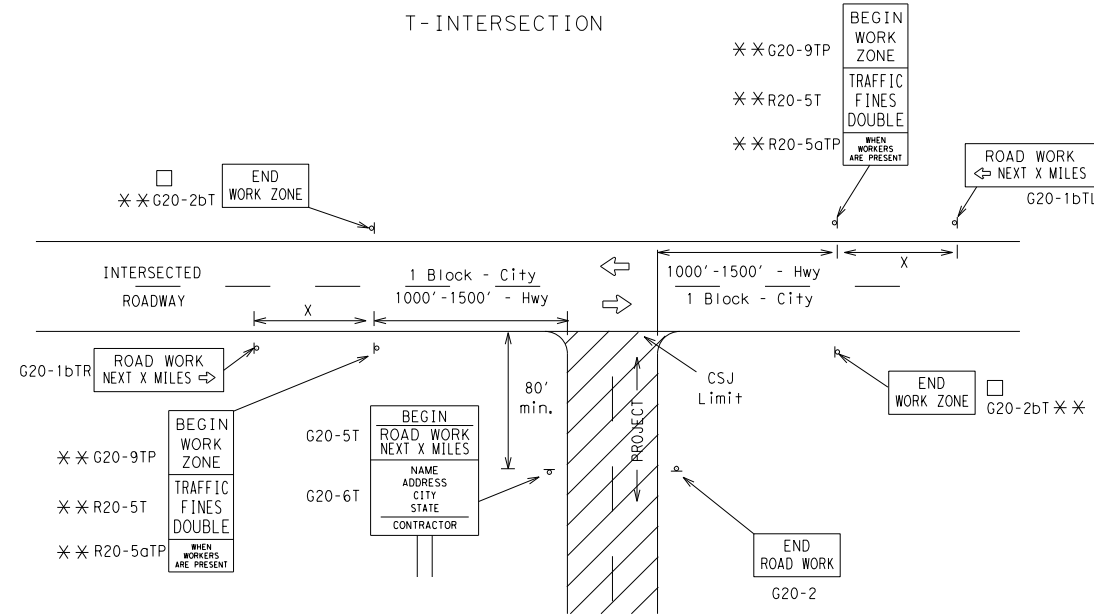 T-INTERSECTION
BEGIN
WORK
ZONE
✳✳G20-9TP
TRAFFIC
FINES
DOUBLE
✳✳R20-5T
WHEN
WORKERS
ARE PRESENT
✳✳R20-5aTP
ROAD WORK
⇦ NEXT X MILES
G20-1bTL
END
WORK ZONE
□
✳✳G20-2bT
INTERSECTED
ROADWAY
1 Block - City
1000'-1500' - Hwy
X
1000'-1500' - Hwy
1 Block - City
X
G20-1bTR
ROAD WORK
NEXT X MILES ⇨
80'
min.
CSJ
Limit
PROJECT
END
WORK ZONE
□
G20-2bT ✳✳
BEGIN
WORK
ZONE
✳✳ G20-9TP
TRAFFIC
FINES
DOUBLE
✳✳ R20-5T
WHEN
WORKERS
ARE PRESENT
✳✳ R20-5aTP
G20-5T
BEGIN
ROAD WORK
NEXT X MILES
G20-6T
NAME
ADDRESS
CITY
STATE
CONTRACTOR
END
ROAD WORK
G20-2